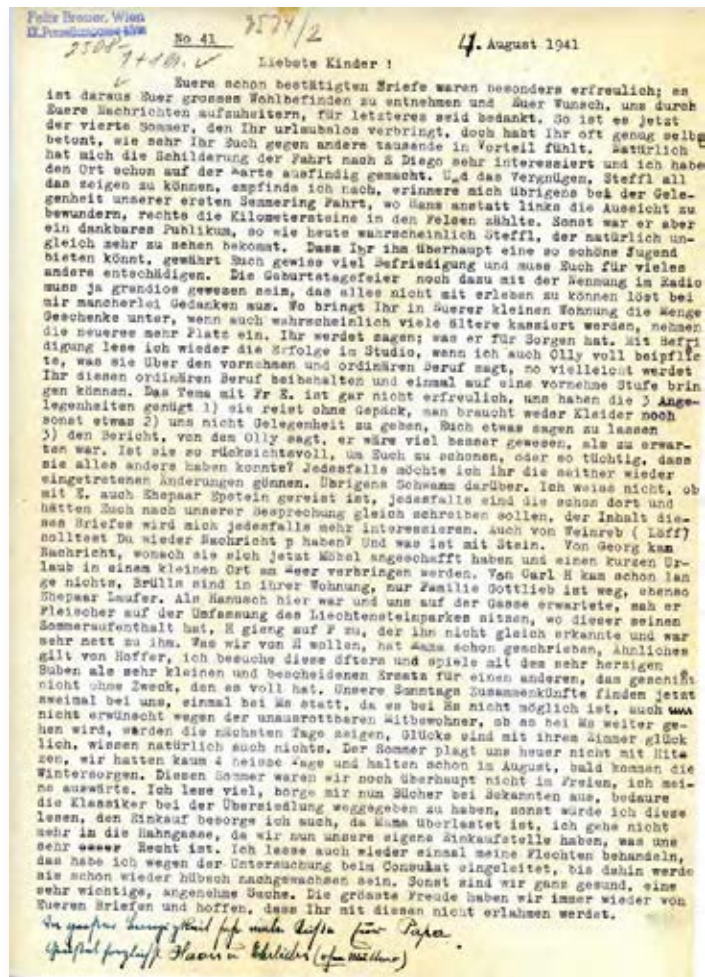 Felix Breuer, Wien
IX. Porzellangasse
No 41
3574/2
4. August 1941
Liebste Kinder !
Euere schon bestätigten Briefe waren besonders erfreulich; es
ist daraus Euer grosses Wohlbefinden zu entnehmen und Euer Wunsch, uns durch
Euere Nachrichten aufzuheitern, für letzteres seid bedankt. So ist es jetzt
der vierte Sommer, den Ihr urlaubslos verbringt, doch habt Ihr oft genug selbs
betont, wie sehr Ihr Euch gegen andere tausende in Vorteil fühlt. Natürlich
hat mich die Schilderung der Fahrt nach S Diego sehr interessiert und ich habe
den Ort schon auf der Karte ausfindig gemacht. Und das Vergnügen, Steffl all
das zeigen zu können, empfinde ich nach, erinnere mich übrigens bei der Gele-
genheit unserer ersten Semmering Fahrt, wo Hans anstatt links die Aussicht zu
bewundern, rechts die Kilometersteine in den Felsen zählte. Sonst war er aber
ein dankbares Publikum, so wie heute wahrscheinlich Steffl, der natürlich un-
gleich mehr zu sehen bekommt. Dass Ihr ihm überhaupt eine so schöne Jugend
bieten könnt, gewährt Euch gewiss viel Befriedigung und muss Euch für vieles
andere entschädigen. Die Geburtstagsfeier noch dazu mit der Nennung im Radio
muss ja grandios gewesen sein, das alles nicht mit erleben zu können löst bei
mir mancherlei Gedanken aus. Wo bringt Ihr in Euerer kleinen Wohnung die Menge
Geschenke unter, wenn auch wahrscheinlich viele ältere kassiert werden, nehmen
die neueren mehr Platz ein. Ihr werdet sagen; was er für Sorgen hat. Mit Befri
digung lese ich wieder die Erfolge im Studio, wenn ich auch Olly voll beipflic
te, was sie über den vornehmen und ordinären Beruf sagt, no vielleicht werdet
Ihr diesen ordinären Beruf beibehalten und einmal auf eine vornehme Stufe brin
gen können. Das Tema mit Fr E. ist gar nicht erfreulich, uns haben die 3 Ange-
legenheiten genügt 1) sie reist ohne Gepäck, man braucht weder Kleider noch
sonst etwas 2) uns nicht Gelegenheit zu geben, Euch etwas sagen zu lassen
3) den Bericht, von dem Olly sagt, er wäre viel besser gewesen, als zu erwar-
ten war. Ist sie so rücksichtsvoll, um Euch zu schonen, oder so tüchtig, dass
sie alles anders haben konnte? Jedesfalls möchte ich ihr die seither wieder
eingetretenen Änderungen gönnen. Übrigens Schwamm darüber. Ich weiss nicht, ob
mit E. auch Ehepaar Epstein gereist ist, jedesfalls sind die schon dort und
hätten Euch nach unserer Besprechung gleich schreiben sollen, der Inhalt die-
ses Briefes wird mich jedesfalls mehr interessieren. Auch von Weinreb ( Löff)
solltest Du wieder Nachricht p haben? Und was ist mit Stein. Von Georg kam
Nachricht, wonach sie sich jetzt Möbel angeschafft haben und einen kurzen Ur-
laub in einem kleinen Ort am Meer verbringen werden. Von Carl H kam schon lan
ge nichts, Brülls sind in ihrer Wohnung, nur Familie Gottlieb ist weg, ebenso
Ehepaar Laufer. Als Hanusch hier war und uns auf der Gasse erwartete, sah er
Fleischer auf der Umfassung des Liechtensteinparkes sitzen, wo dieser seinen
Sommeraufenthalt hat, H gieng auf F zu, der ihn nicht gleich erkannte und war
sehr nett zu ihm. Was wir von H wollen, hat Mama schon geschrieben, Ähnliches
gilt von Hoffer, ich besuche diese öfters und spiele mit dem sehr herzigen
Buben als sehr kleinen und bescheidenen Ersatz für einen anderen, das geschiht
nicht ohne Zweck, den es voll hat. Unsere Sonntags Zusammenkünfte finden jetzt
zweimal bei uns, einmal bei Ms statt, da es bei Es nicht möglich ist, auch
nicht erwünscht wegen der unausrottbaren Mitbewohner, ob es bei Ms weiter ge-
hen wird, werden die nächsten Tage zeigen, Glücks sind mit ihrem Zimmer glück
lich, wissen natürlich auch nichts. Der Sommer plagt uns heuer nicht mit Hitz
zen, wir hatten kaum 4 heisse Tage und halten schon im August, bald kommen die
Wintersorgen. Diesen Sommer waren wir noch überhaupt nicht im Freien, ich mei-
ne auswärts. Ich lese viel, borge mir nun Bücher bei Bekannten aus, bedaure
die Klassiker bei der Übersiedlung weggegeben zu haben, sonst würde ich diese
lesen, den Einkauf besorge ich auch, da Mama überlastet ist, ich gehe nicht
mehr in die Hahngasse, da wir nun unsere eigene Einkaufstelle haben, was uns
sehr Recht ist. Ich lasse auch wieder einmal meine Flechten behandeln,
das habe ich wegen der Untersuchung beim Consulat eingeleitet, bis dahin werde
sie schon wieder hübsch nachgewachsen sein. Sonst sind wir ganz gesund, eine
sehr wichtige, angenehme Sache. Die grösste Freude haben wir immer wieder von
Eueren Briefen und hoffen, dass Ihr mit diesen nicht erlahmen werdet.
In grosser Innigkeit viele Küsse Euer Papa.